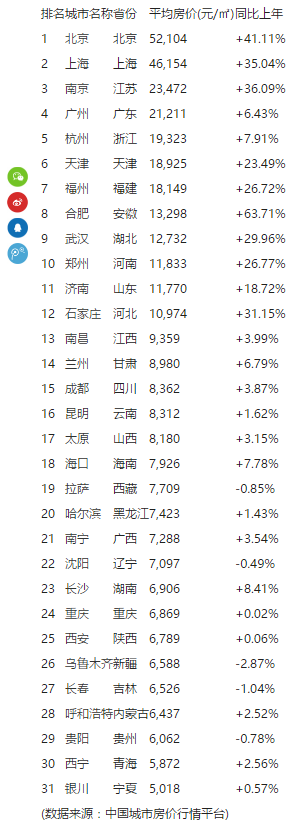 排名城市名称省份 平均房价(元/㎡)同比上年
1 北京 北京 52,104 +41.11%
2 上海 上海 46,154 +35.04%
3 南京 江苏 23,472 +36.09%
4 广州 广东 21,211 +6.43%
5 杭州 浙江 19,323 +7.91%
6 天津 天津 18,925 +23.49%
7 福州 福建 18,149 +26.72%
8 合肥 安徽 13,298 +63.71%
9 武汉 湖北 12,732 +29.96%
10 郑州 河南 11,833 +26.77%
11 济南 山东 11,770 +18.72%
12 石家庄 河北 10,974 +31.15%
13 南昌 江西 9,359 +3.99%
14 兰州 甘肃 8,980 +6.79%
15 成都 四川 8,362 +3.87%
16 昆明 云南 8,312 +1.62%
17 太原 山西 8,180 +3.15%
18 海口 海南 7,926 +7.78%
19 拉萨 西藏 7,709 -0.85%
20 哈尔滨 黑龙江7,423 +1.43%
21 南宁 广西 7,288 +3.54%
22 沈阳 辽宁 7,097 -0.49%
23 长沙 湖南 6,906 +8.41%
24 重庆 重庆 6,869 +0.02%
25 西安 陕西 6,789 +0.06%
26 乌鲁木齐新疆 6,588 -2.87%
27 长春 吉林 6,526 -1.04%
28 呼和浩特内蒙古6,437 +2.52%
29 贵阳 贵州 6,062 -0.78%
30 西宁 青海 5,872 +2.56%
31 银川 宁夏 5,018 +0.57%
(数据来源：中国城市房价行情平台)